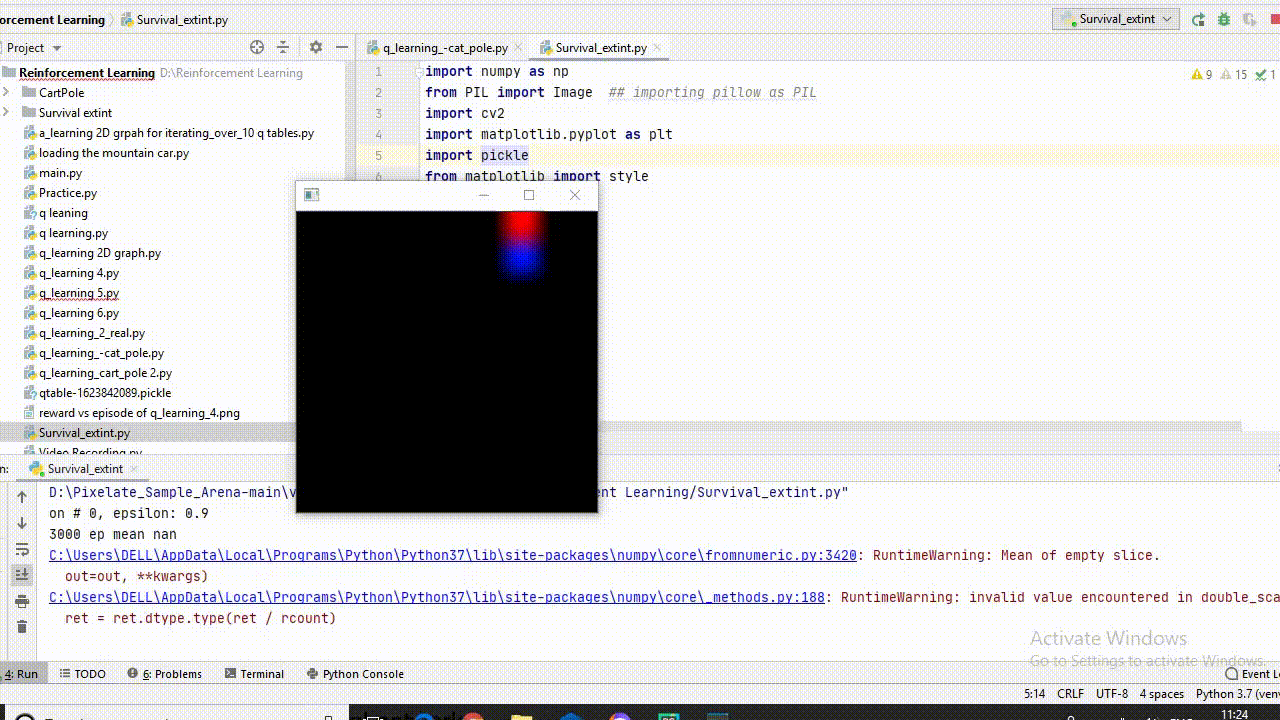 orcement Learning Survival_extint.py Survival_extint
Project q_learning_-cat_pole.py Survival_extint.py
Reinforcement Learning D:\Reinforcement Learning
CartPole
Survival extint
a_learning 2D grpah for iterating_over_10 q tables.py
loading the mountain car.py
main.py
Practice.py
q leaning
q learning.py
q_learning 2D graph.py
q_learning 4.py
q_learning 5.py
q_learning 6.py
q_learning_2_real.py
q_learning_-cat_pole.py
q_learning_cart_pole 2.py
qtable-1623842089.pickle
reward vs episode of q_learning_4.png
Survival_extint.py
Video Recording.py
1 import numpy as np
2 from PIL import Image ## importing pillow as PIL
3 import cv2
4 import matplotlib.pyplot as plt
5 import pickle
6 from matplotlib import style
9 15 1
n: Survival_extint
D:\Pixelate_Sample_Arena-main\v nt Learning/Survival_extint.py"
on # 0, epsilon: 0.9
3000 ep mean nan
C:\Users\DELL\AppData\Local\Programs\Python\Python37\lib\site-packages\numpy\core\fromnumeric.py:3420: RuntimeWarning: Mean of empty slice.
out=out, **kwargs)
C:\Users\DELL\AppData\Local\Programs\Python\Python37\lib\site-packages\numpy\core\_methods.py:188: RuntimeWarning: invalid value encountered in double_sca
ret = ret.dtype.type(ret / rcount)
Activate Windows
Go to Settings to activate Windows.
4: Run TODO 6: Problems Terminal Python Console Event Lo
5:14 CRLF UTF-8 4 spaces Python 3.7 (venv
11:24